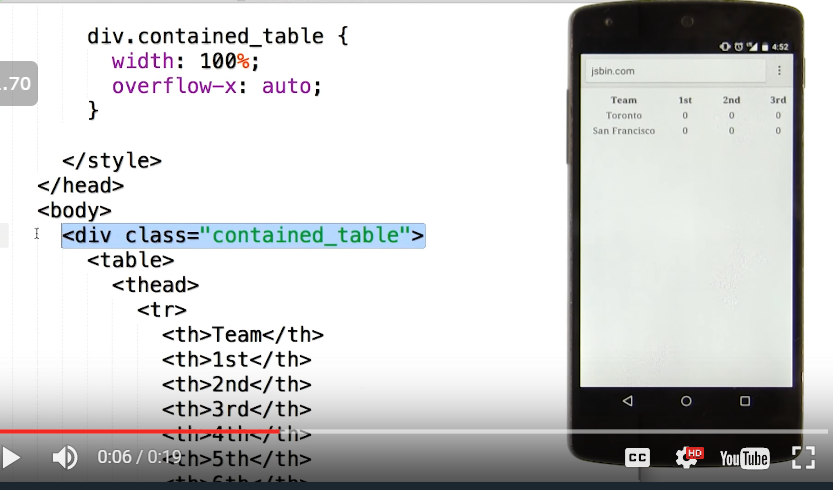 div.contained_table {
width: 100%;
overflow-x: auto;
}
.70
</style>
</head>
<body>
<div class="contained_table">
<table>
<thead>
<tr>
<th>Team</th>
<th>1st</th>
<th>2nd</th>
<th>3rd</th>
<th>4th</th>
<th>5th</th>
<th>6th</th>
4:52
jsbin.com
Team 1st 2nd 3rd
Toronto 0 0 0
San Francisco 0 0 0
0:06 / 0:19
CC
HD
YouTube